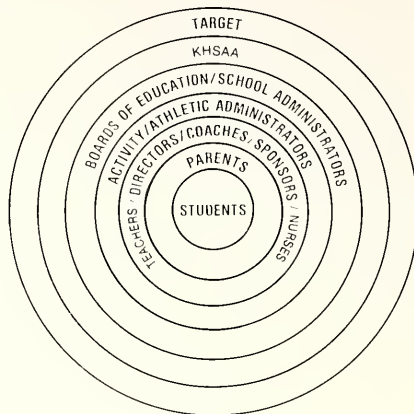 TARGET
KHSAA
BOARDS OF EDUCATION/SCHOOL ADMINISTRATORS
ACTIVITY/ATHLETIC ADMINISTRATORS
TEACHERS/DIRECTORS/COACHES/SPONSORS/NURSES
PARENTS
STUDENTS